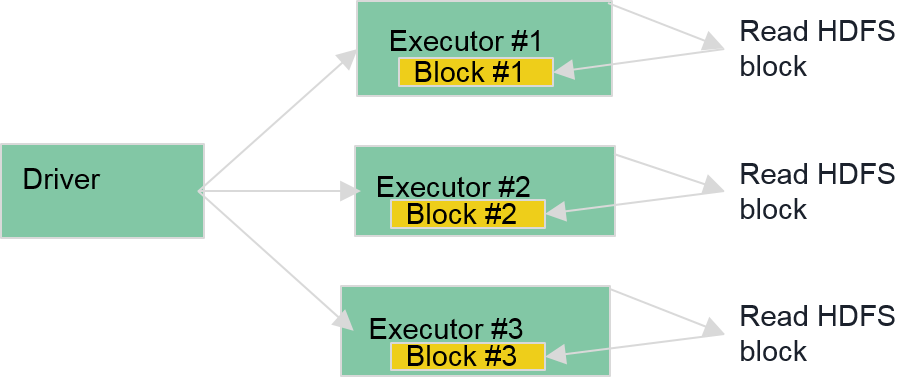 Driver
Executor #1
Block #1
Read HDFS
block
Executor #2
Block #2
Read HDFS
block
Executor #3
Block #3
Read HDFS
block